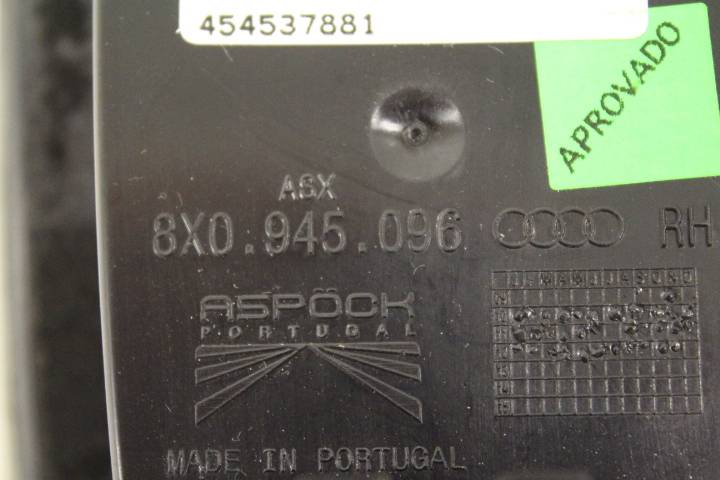 454537881
APROVADO
ASX
8X0.945.096 RH
ASPÖCK
PORTUGAL
MADE IN PORTUGAL